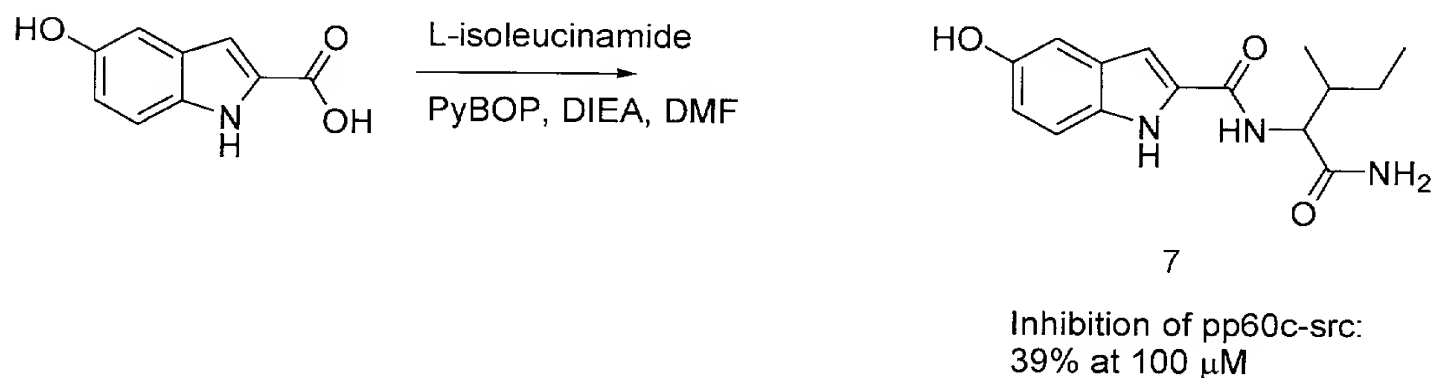 HO
O
OH
N
H
L-isoleucinamide
PyBOP, DIEA, DMF
HO
O
N
H
HN
NH2
O
7
Inhibition of pp60c-src:
39% at 100 μM